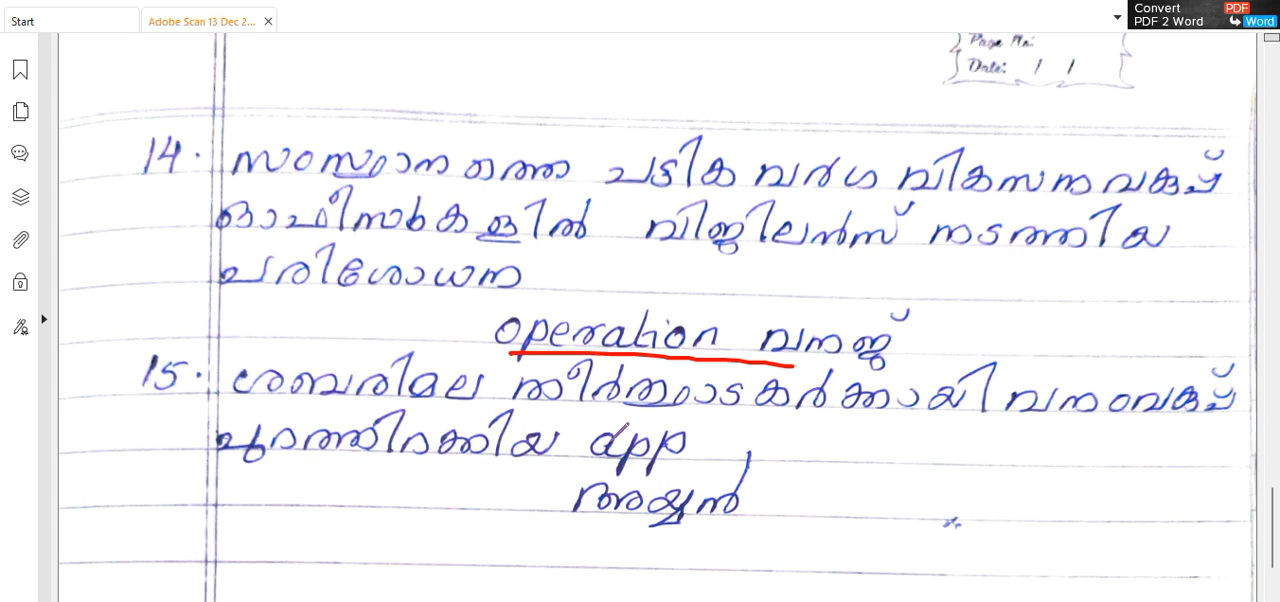 Start
Adobe Scan 13 Dec 2...
Convert PDF
PDF 2 Word Word
Page No:
Date: / /
14. സംസ്ഥാനത്തെ പട്ടിക വർഗ വികസനവകുപ്പ്
ഓഫീസർകളിൽ വിജിലൻസ് നടത്തിയ
പരിശോധന
Operation വനജ്
15. ശബരിമല തീർത്ഥാടകർക്കായി വനംവകുപ്പ്
പുറത്തിറക്കിയ app
അയ്യൻ